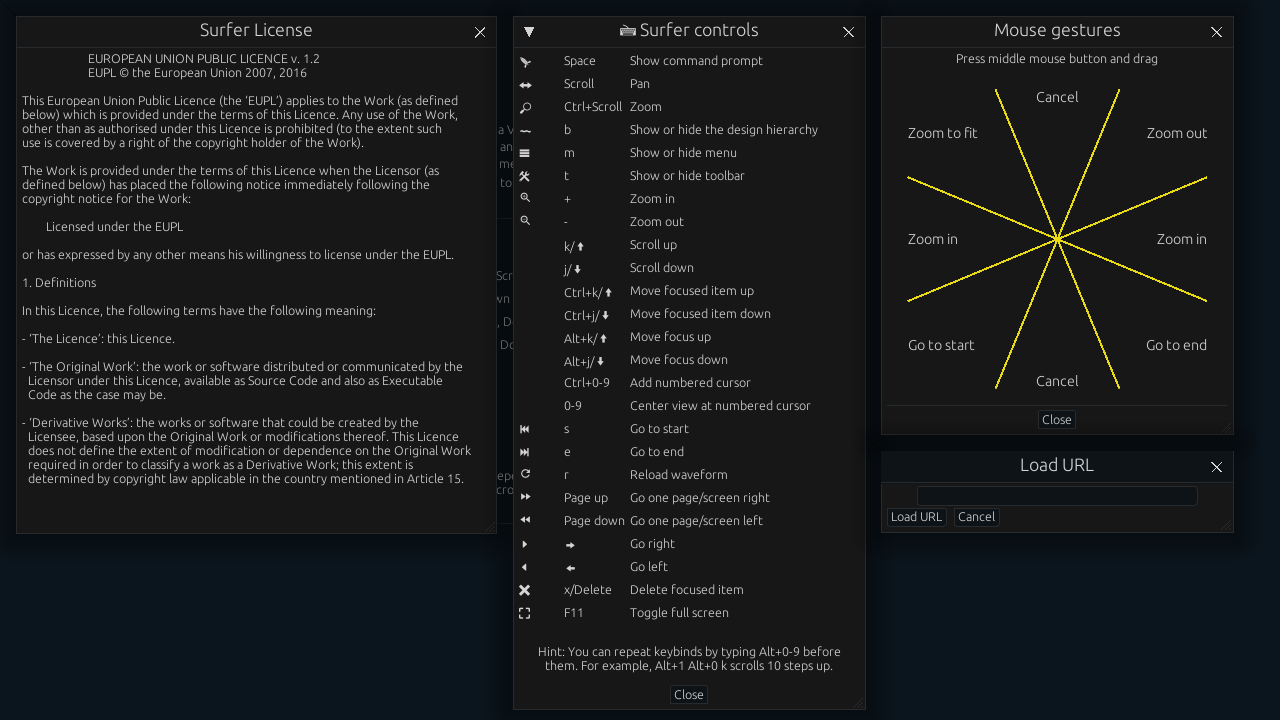 Surfer License
EUROPEAN UNION PUBLIC LICENCE v. 1.2
EUPL © the European Union 2007, 2016
This European Union Public Licence (the ‘EUPL’) applies to the Work (as defined
below) which is provided under the terms of this Licence. Any use of the Work,
other than as authorised under this Licence is prohibited (to the extent such
use is covered by a right of the copyright holder of the Work).
The Work is provided under the terms of this Licence when the Licensor (as
defined below) has placed the following notice immediately following the
copyright notice for the Work:
Licensed under the EUPL
or has expressed by any other means his willingness to license under the EUPL.
1. Definitions
In this Licence, the following terms have the following meaning:
- ‘The Licence’: this Licence.
- ‘The Original Work’: the work or software distributed or communicated by the
Licensor under this Licence, available as Source Code and also as Executable
Code as the case may be.
- ‘Derivative Works’: the works or software that could be created by the
Licensee, based upon the Original Work or modifications thereof. This Licence
does not define the extent of modification or dependence on the Original Work
required in order to classify a work as a Derivative Work; this extent is
determined by copyright law applicable in the country mentioned in Article 15.
Surfer controls
Space Show command prompt
Scroll Pan
Ctrl+Scroll Zoom
b Show or hide the design hierarchy
m Show or hide menu
t Show or hide toolbar
+ Zoom in
- Zoom out
k/⬆ Scroll up
j/⬇ Scroll down
Ctrl+k/⬆ Move focused item up
Ctrl+j/⬇ Move focused item down
Alt+k/⬆ Move focus up
Alt+j/⬇ Move focus down
Ctrl+0-9 Add numbered cursor
0-9 Center view at numbered cursor
s Go to start
e Go to end
r Reload waveform
Page up Go one page/screen right
Page down Go one page/screen left
➡ Go right
⬅ Go left
x/Delete Delete focused item
F11 Toggle full screen
Hint: You can repeat keybinds by typing Alt+0-9 before
them. For example, Alt+1 Alt+0 k scrolls 10 steps up.
Close
Mouse gestures
Press middle mouse button and drag
Cancel
Zoom to fit Zoom out
Zoom in Zoom in
Go to start Go to end
Cancel
Close
Load URL
Load URL Cancel